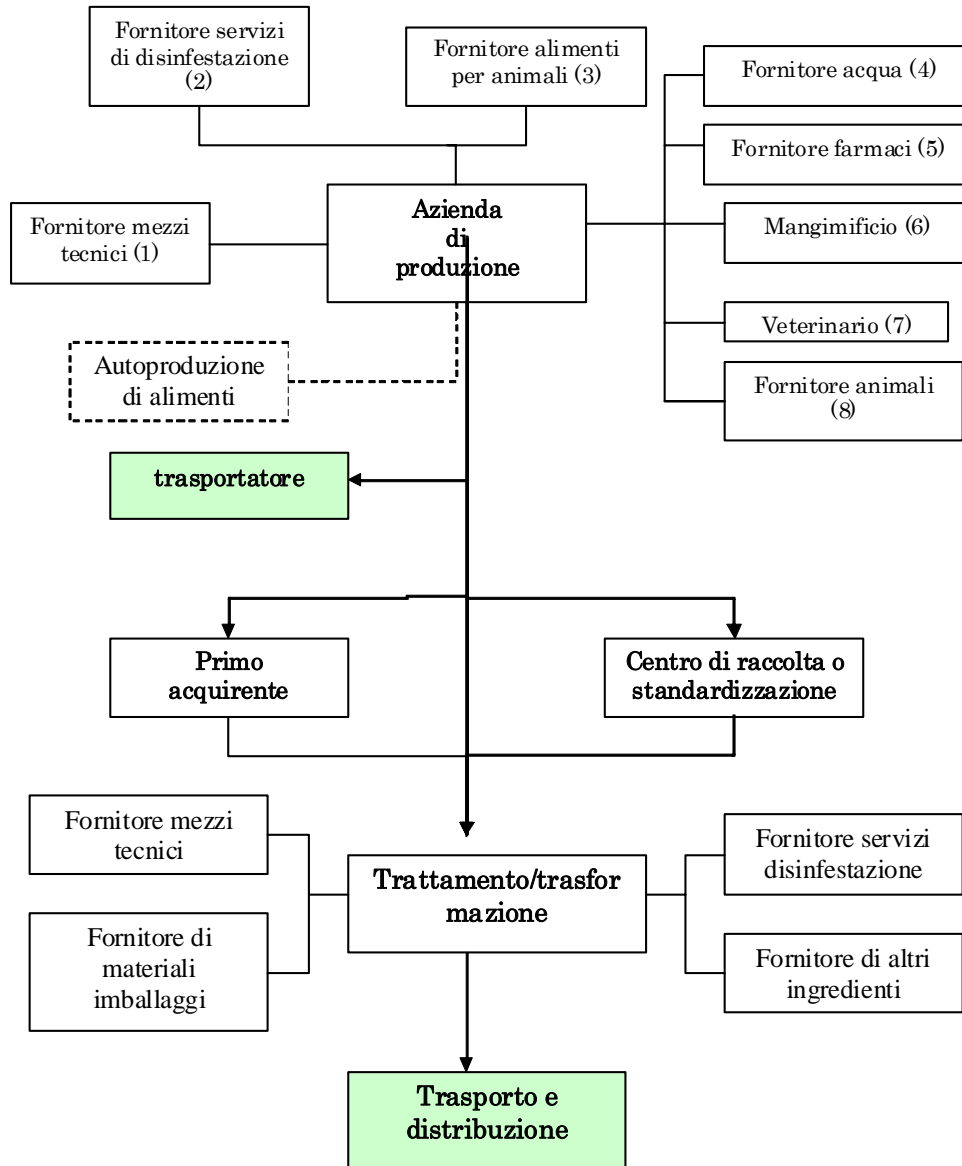 Fornitore servizi
di disinfestazione
(2)
Fornitore alimenti
per animali (3)
Fornitore acqua (4)
Fornitore farmaci (5)
Fornitore mezzi
tecnici (1)
Azienda
di
produzione
Mangimificio (6)
Veterinario (7)
Autoproduzione
di alimenti
Fornitore animali
(8)
trasportatore
Primo
acquirente
Centro di raccolta o
standardizzazione
Fornitore mezzi
tecnici
Trattamento/trasfor
mazione
Fornitore servizi
disinfestazione
Fornitore di
materiali
imballaggi
Fornitore di altri
ingredienti
Trasporto e
distribuzione